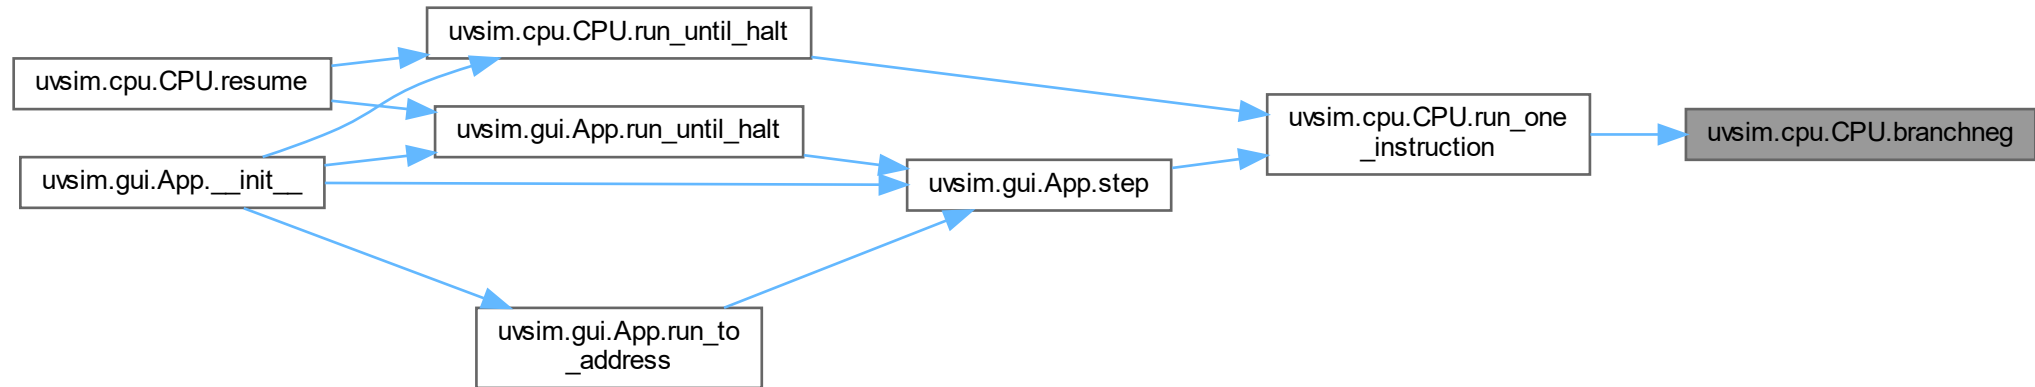 uvsim.cpu.CPU.run_until_halt
uvsim.cpu.CPU.resume
uvsim.gui.App.run_until_halt
uvsim.cpu.CPU.run_one
_instruction
uvsim.cpu.CPU.branchneg
uvsim.gui.App.__init__
uvsim.gui.App.step
uvsim.gui.App.run_to
_address